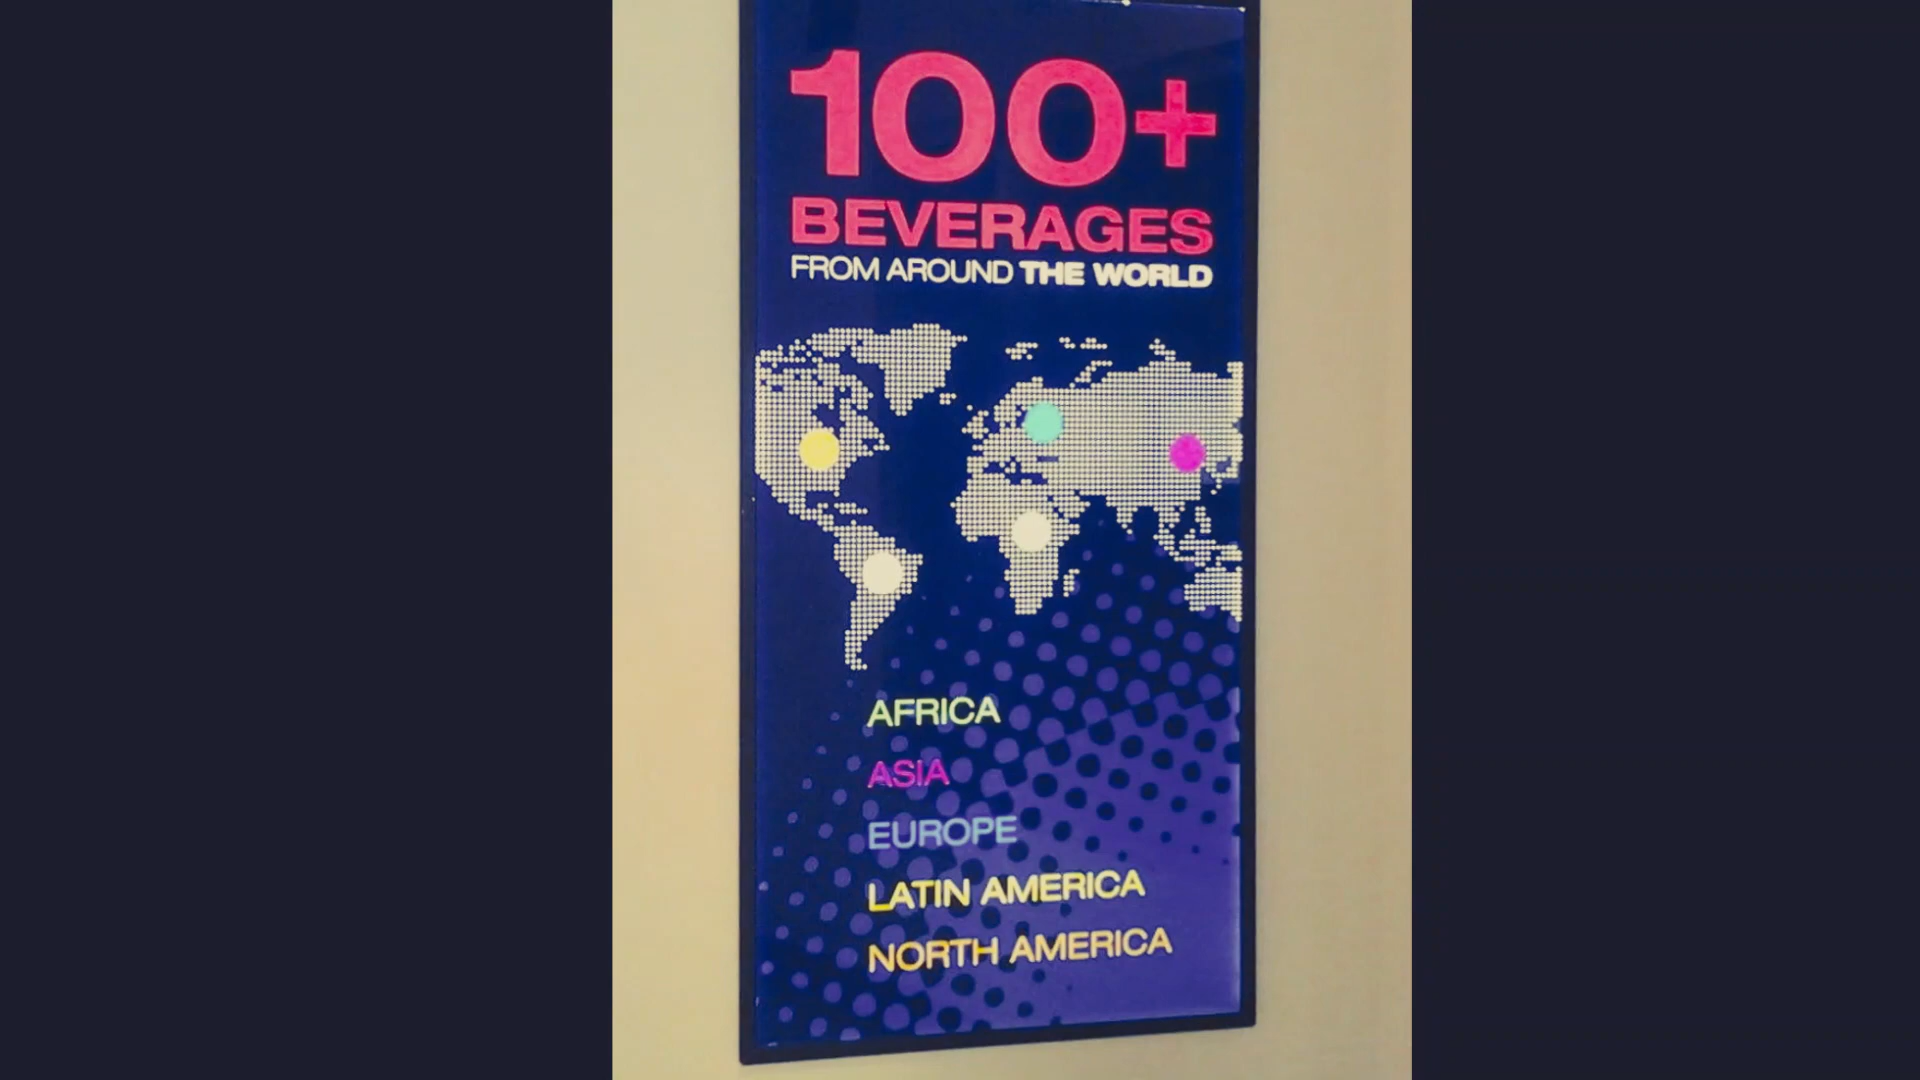 100+
BEVERAGES
FROM AROUND THE WORLD
AFRICA
ASIA
EUROPE
LATIN AMERICA
NORTH AMERICA